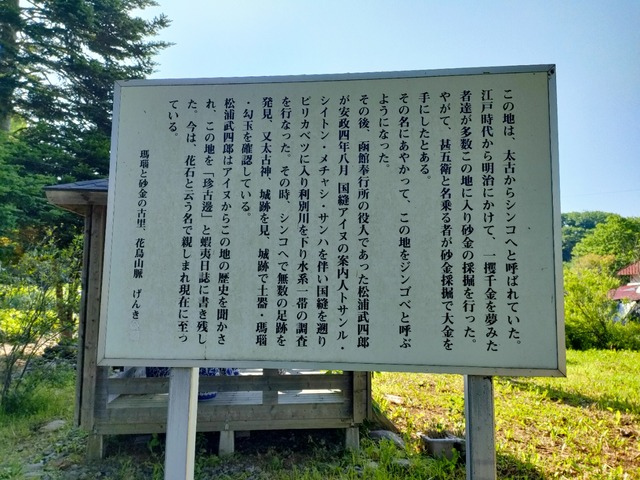 この地は、太古からシンコヘと呼ばれていた。
江戸時代から明治にかけて、一攫千金を夢みた
者達が多数この地に入り砂金の採掘を行った。
やがて、甚五衛と名乗る者が砂金採掘で大金を
手にしたとある。
その名にあやかって、この地をジンゴベと呼ぶ
ようになった。
その後、函館奉行所の役人であった松浦武四郎
が安政四年八月 国縫アイヌの案内人トサンル・
シイトン・メチャシ・サンハを伴い国縫を遡り
ピリカベツに入り利別川を下り水系一帯の調査
を行なった。その時、シンコヘで無数の足跡を
発見、又太古神、城跡を見、城跡で土器・瑪瑙
・勾玉を確認している。
松浦武四郎はアイヌからこの地の歴史を聞かさ
れ、この地を「珍古邊」と蝦夷日誌に書き残し
た。今は、花石と云う名で親しまれ現在に至っ
ている。
瑪瑙と砂金の古里、花鳥山脈 げんき